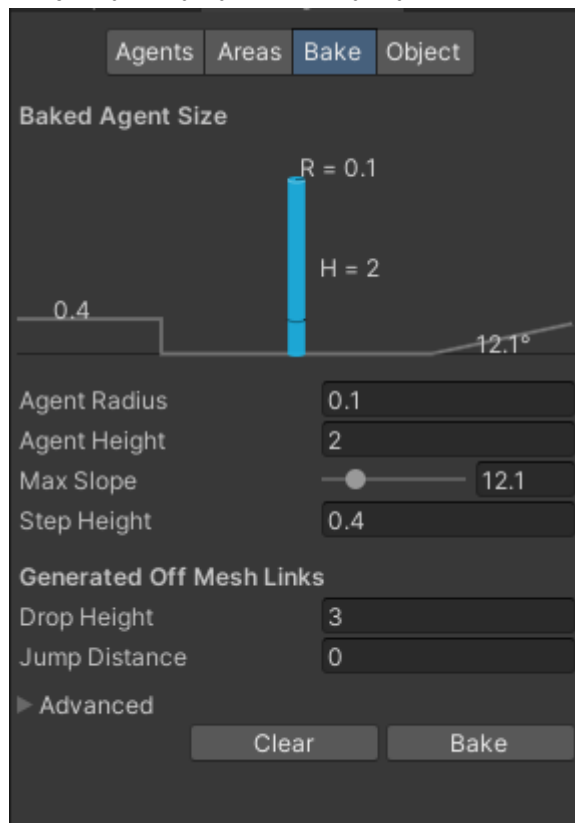 Agents Areas Bake Object
Baked Agent Size
R = 0.1
H = 2
0.4
12.1°
Agent Radius 0.1
Agent Height 2
Max Slope 12.1
Step Height 0.4
Generated Off Mesh Links
Drop Height 3
Jump Distance 0
Advanced
Clear Bake